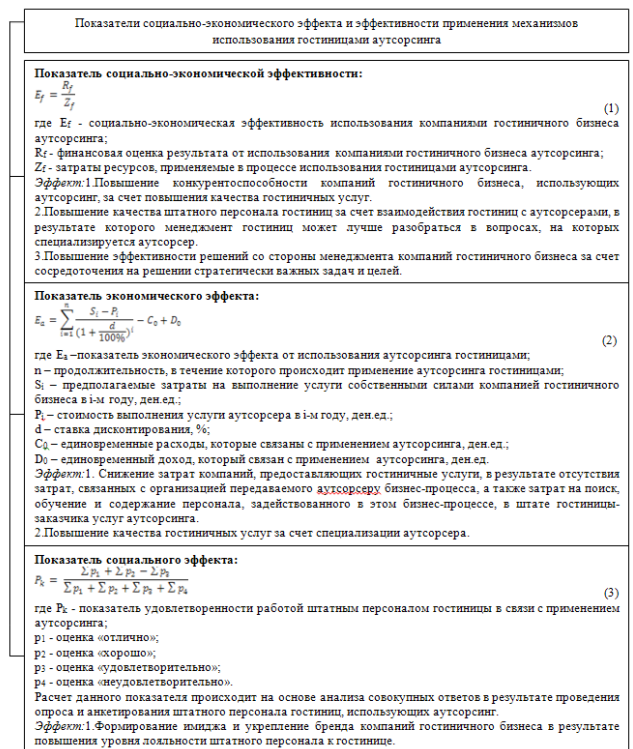 Показатели социально-экономического эффекта и эффективности применения механизмов
использования гостиницами аутсорсинга
Показатель социально-экономической эффективности:
E_f = R_f / Z_f
(1)
где Ef - социально-экономическая эффективность использования компаниями гостиничного бизнеса
аутсорсинга;
Rf - финансовая оценка результата от использования компаниями гостиничного бизнеса аутсорсинга;
Zf - затраты ресурсов, применяемые в процессе использования гостиницами аутсорсинга.
Эффект:1.Повышение конкурентоспособности компаний гостиничного бизнеса, использующих
аутсорсинг, за счет повышения качества гостиничных услуг.
2.Повышение качества штатного персонала гостиниц за счет взаимодействия гостиниц с аутсорсерами, в
результате которого менеджмент гостиниц может лучше разобраться в вопросах, на которых
специализируется аутсорсер.
3.Повышение эффективности решений со стороны менеджмента компаний гостиничного бизнеса за счет
сосредоточения на решении стратегически важных задач и целей.
Показатель экономического эффекта:
E_a = Σ_{i=1}^{n} (S_i − P_i) / (1 + d/100%)^i − C_0 + D_0
(2)
где Ea –показатель экономического эффекта от использования аутсорсинга гостиницами;
n – продолжительность, в течение которого происходит применение аутсорсинга гостиницами;
Si – предполагаемые затраты на выполнение услуги собственными силами компанией гостиничного
бизнеса в i-м году, ден.ед.;
Pi – стоимость выполнения услуги аутсорсера в i-м году, ден.ед.;
d – ставка дисконтирования, %;
C0 – единовременные расходы, которые связаны с применением аутсорсинга, ден.ед.;
D0 – единовременный доход, который связан с применением аутсорсинга, ден.ед.
Эффект:1. Снижение затрат компаний, предоставляющих гостиничные услуги, в результате отсутствия
затрат, связанных с организацией передаваемого аутсорсеру бизнес-процесса, а также затрат на поиск,
обучение и содержание персонала, задействованного в этом бизнес-процессе, в штате гостиницы-
заказчика услуг аутсорсинга.
2.Повышение качества гостиничных услуг за счет специализации аутсорсера.
Показатель социального эффекта:
P_k = (Σp_1 + Σp_2 − Σp_3) / (Σp_1 + Σp_2 + Σp_3 + Σp_4)
(3)
где Pk - показатель удовлетворенности работой штатным персоналом гостиницы в связи с применением
аутсорсинга;
p1 - оценка «отлично»;
p2 - оценка «хорошо»;
p3 - оценка «удовлетворительно»;
p4 - оценка «неудовлетворительно».
Расчет данного показателя происходит на основе анализа совокупных ответов в результате проведения
опроса и анкетирования штатного персонала гостиниц, использующих аутсорсинг.
Эффект:1.Формирование имиджа и укрепление бренда компаний гостиничного бизнеса в результате
повышения уровня лояльности штатного персонала к гостинице.